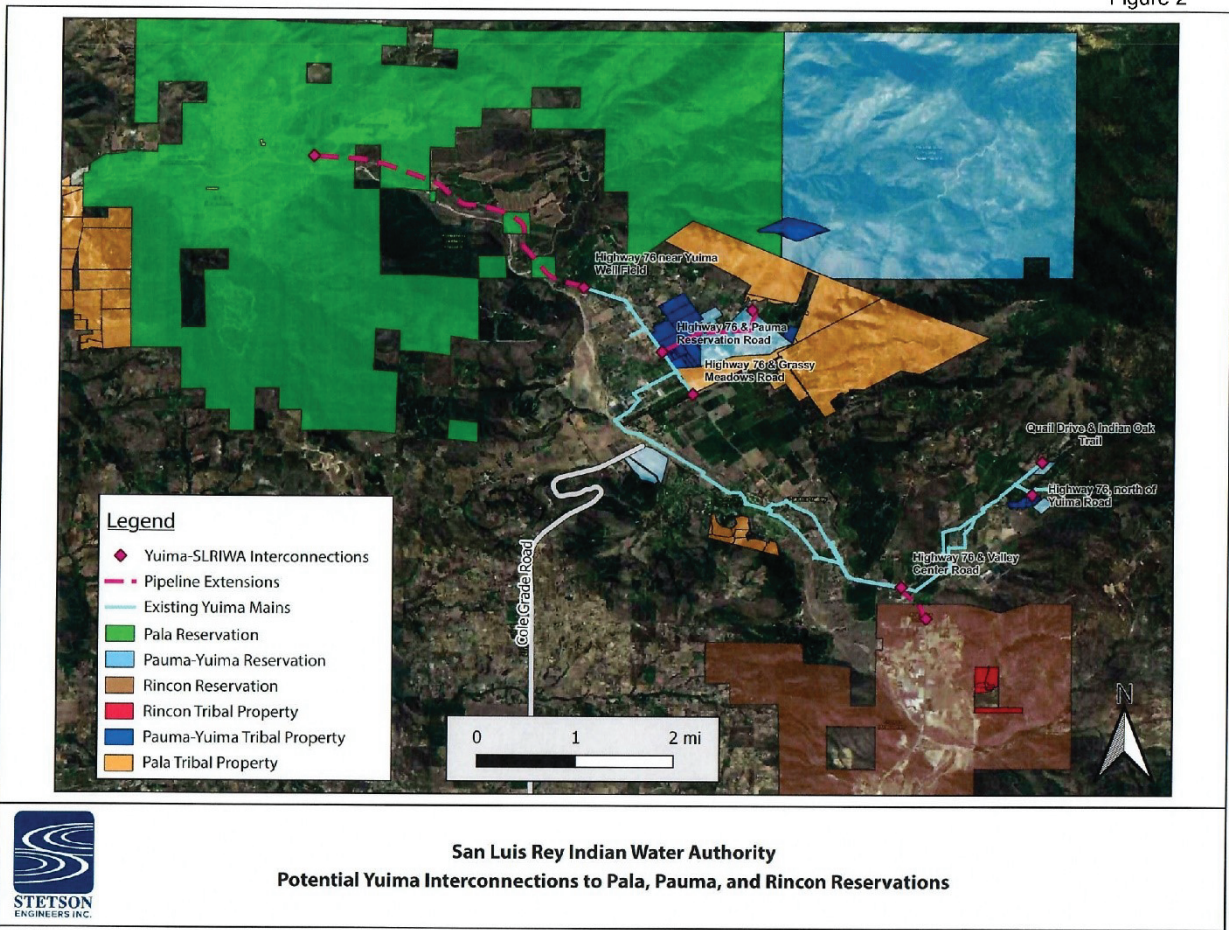 Figure 2
Highway 76 near Yuima
Well Field
Highway 76 & Pauma
Reservation Road
Highway 76 & Grassy
Meadows Road
Quail Drive & Indian Oak
Trail
Highway 76, north of
Yuima Road
Highway 76 & Valley
Center Road
Cole Grade Road
Legend
Yuima-SLRIWA Interconnections
Pipeline Extensions
Existing Yuima Mains
Pala Reservation
Pauma-Yuima Reservation
Rincon Reservation
Rincon Tribal Property
Pauma-Yuima Tribal Property
Pala Tribal Property
0 1 2 mi
N
STETSON
ENGINEERS INC.
San Luis Rey Indian Water Authority
Potential Yuima Interconnections to Pala, Pauma, and Rincon Reservations